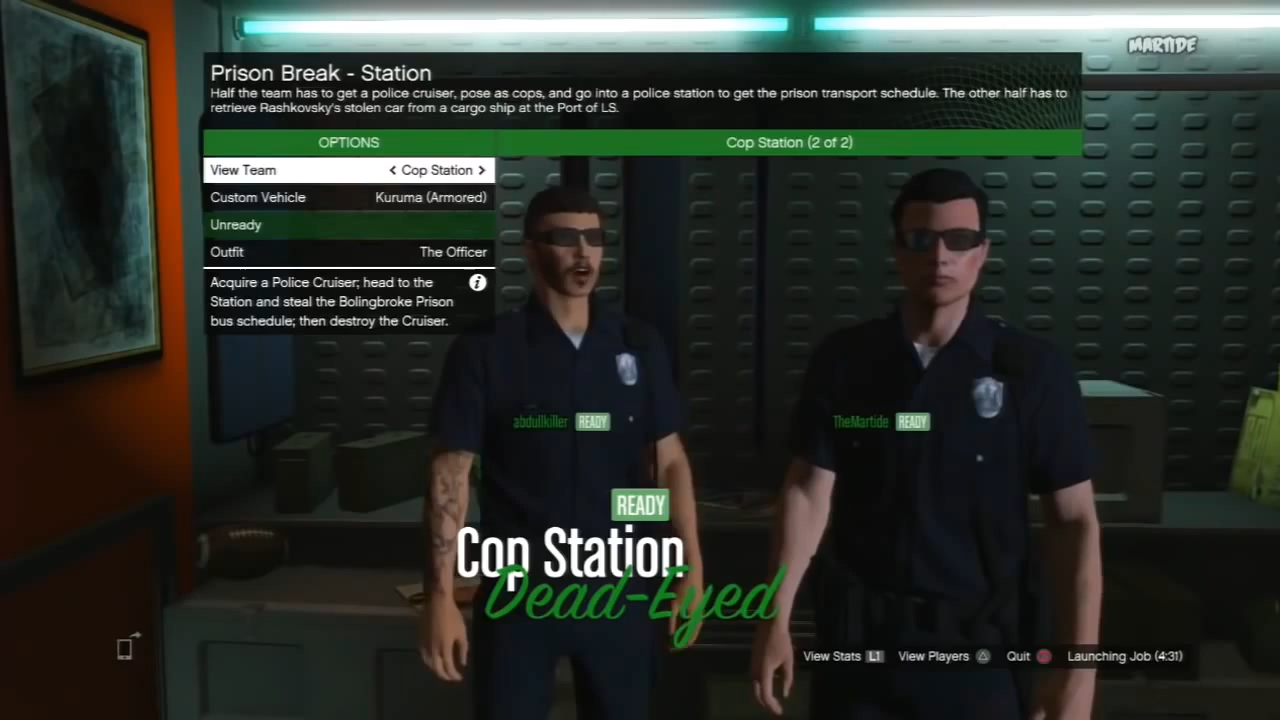 MARTIDE
Prison Break - Station
Half the team has to get a police cruiser, pose as cops, and go into a police station to get the prison transport schedule. The other half has to
retrieve Rashkovsky's stolen car from a cargo ship at the Port of LS.
OPTIONS
Cop Station (2 of 2)
View Team < Cop Station >
Custom Vehicle Kuruma (Armored)
Unready
Outfit The Officer
Acquire a Police Cruiser; head to the
Station and steal the Bolingbroke Prison
bus schedule; then destroy the Cruiser.
abdullkiller READY
TheMartide READY
READY
Cop Station
Dead-Eyed
View Stats L1 View Players Quit Launching Job (4:31)